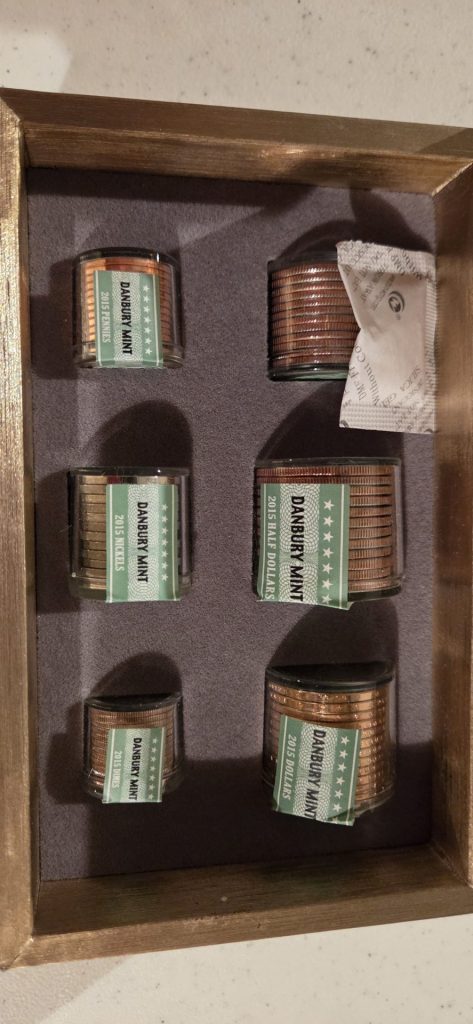 DANBURY MINT
2015 PENNIES
DANBURY MINT
2015 NICKELS
DANBURY MINT
2015 HALF DOLLARS
DANBURY MINT
2015 DIMES
DANBURY MINT
2015 DOLLARS